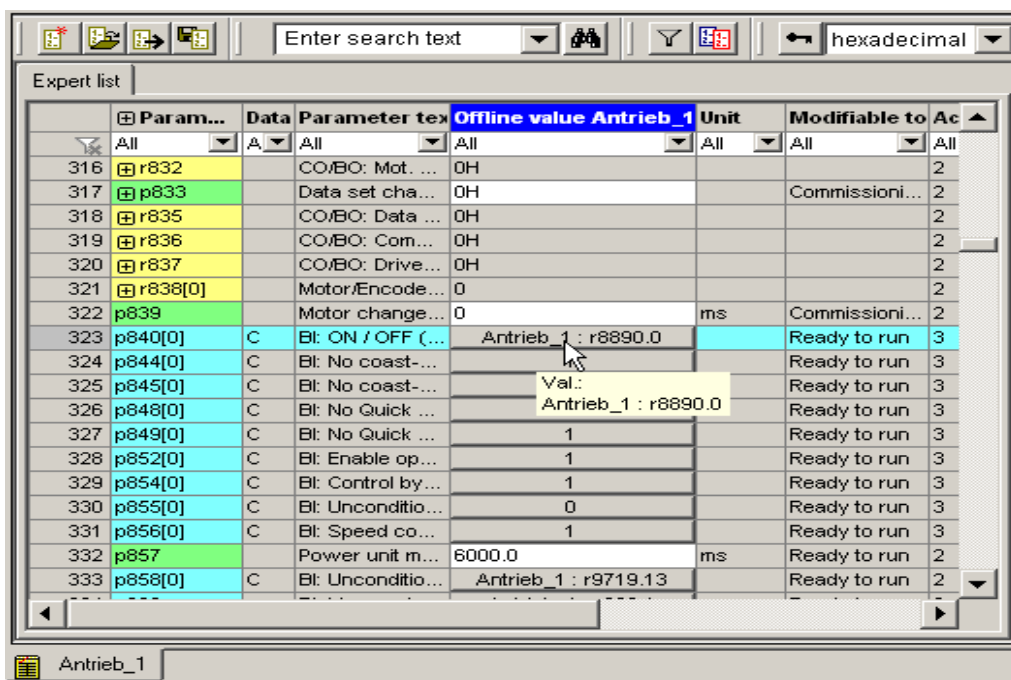 Enter search text hexadecimal
Expert list
Param... Data Parameter tex Offline value Antrieb_1 Unit Modifiable to Ac
All A All All All All All
316 r832 CO/BO: Mot. ... 0H 2
317 p833 Data set cha... 0H Commissioni... 2
318 r835 CO/BO: Data ... 0H 2
319 r836 CO/BO: Com... 0H 2
320 r837 CO/BO: Drive... 0H 2
321 r838[0] Motor/Encode... 0 2
322 p839 Motor change... 0 ms Commissioni... 2
323 p840[0] C BI: ON / OFF (... Antrieb_1 : r8890.0 Ready to run 3
324 p844[0] C BI: No coast-... Ready to run 3
325 p845[0] C BI: No coast-... Ready to run 3
Val.:
Antrieb_1 : r8890.0
326 p848[0] C BI: No Quick ... Ready to run 3
327 p849[0] C BI: No Quick ... 1 Ready to run 3
328 p852[0] C BI: Enable op... 1 Ready to run 3
329 p854[0] C BI: Control by... 1 Ready to run 3
330 p855[0] C BI: Unconditio... 0 Ready to run 3
331 p856[0] C BI: Speed co... 1 Ready to run 3
332 p857 Power unit m... 6000.0 ms Ready to run 2
333 p858[0] C BI: Unconditio... Antrieb_1 : r9719.13 Ready to run 2
Antrieb_1